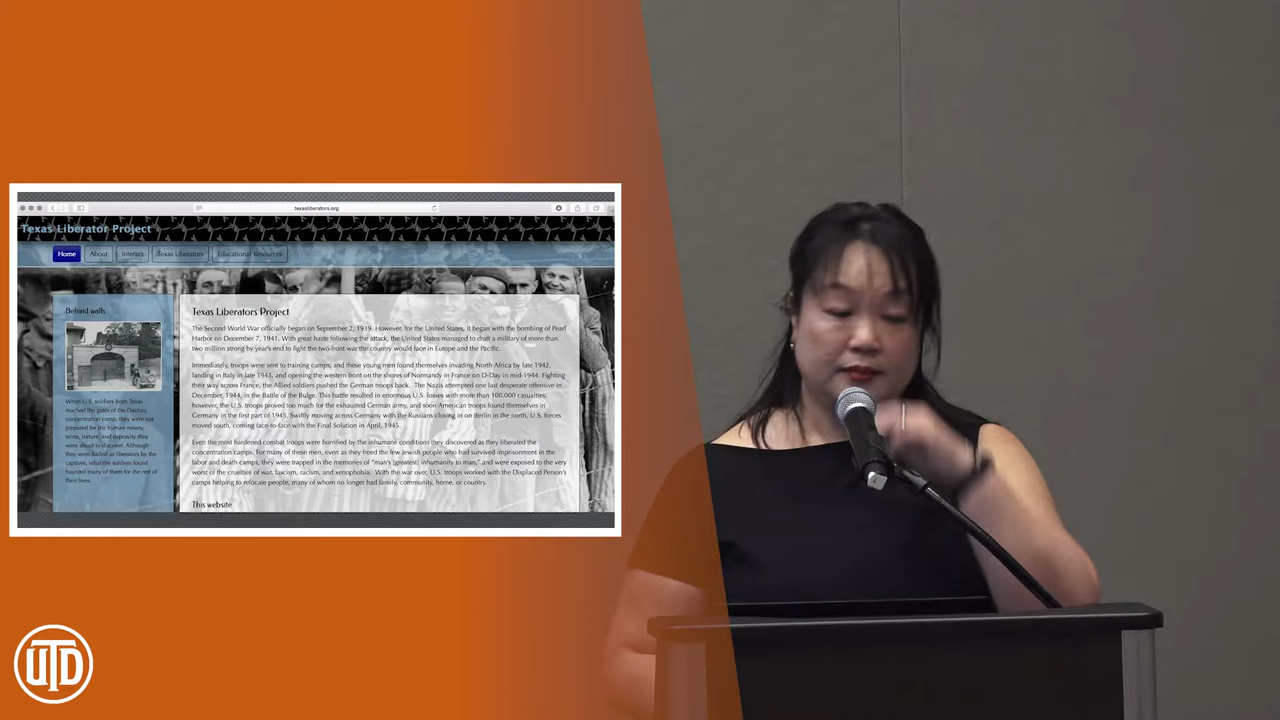 texasliberators.org
Texas Liberator Project
Home About Interact Texas Liberators Educational Resources
Behind walls
When U.S. soldiers from Texas
reached the gates of the Dachau
concentration camp, they were not
prepared for the human misery,
terror, torture, and depravity they
were about to discover. Although
they were hailed as liberators by the
captives, what the soldiers found
haunted many of them for the rest of
their lives.
Texas Liberators Project
The Second World War officially began on September 2, 1939. However, for the United States, it began with the bombing of Pearl
Harbor on December 7, 1941. With great haste following the attack, the United States managed to draft a military of more than
two million strong by year's end to fight the two-front war the country would face in Europe and the Pacific.
Immediately, troops were sent to training camps; and these young men found themselves invading North Africa by late 1942,
landing in Italy in late 1943, and opening the western front on the shores of Normandy in France on D-Day in mid-1944. Fighting
their way across France, the Allied soldiers pushed the German troops back. The Nazis attempted one last desperate offensive in
December, 1944, in the Battle of the Bulge. This battle resulted in enormous U.S. losses with more than 100,000 casualties;
however, the U.S. troops proved too much for the exhausted German army, and soon American troops found themselves in
Germany in the first part of 1945. Swiftly moving across Germany with the Russians closing in on Berlin in the north, U.S. forces
moved south, coming face-to-face with the Final Solution in April, 1945.
Even the most hardened combat troops were horrified by the inhumane conditions they discovered as they liberated the
concentration camps. For many of these men, even as they freed the few Jewish people who had survived imprisonment in the
labor and death camps, they were trapped in the memories of "man's [greatest] inhumanity to man," and were exposed to the very
worst of the cruelties of war, fascism, racism, and xenophobia. With the war over, U.S. troops worked with the Displaced Person's
camps helping to relocate people, many of whom no longer had family, community, home, or country.
This website
UTD